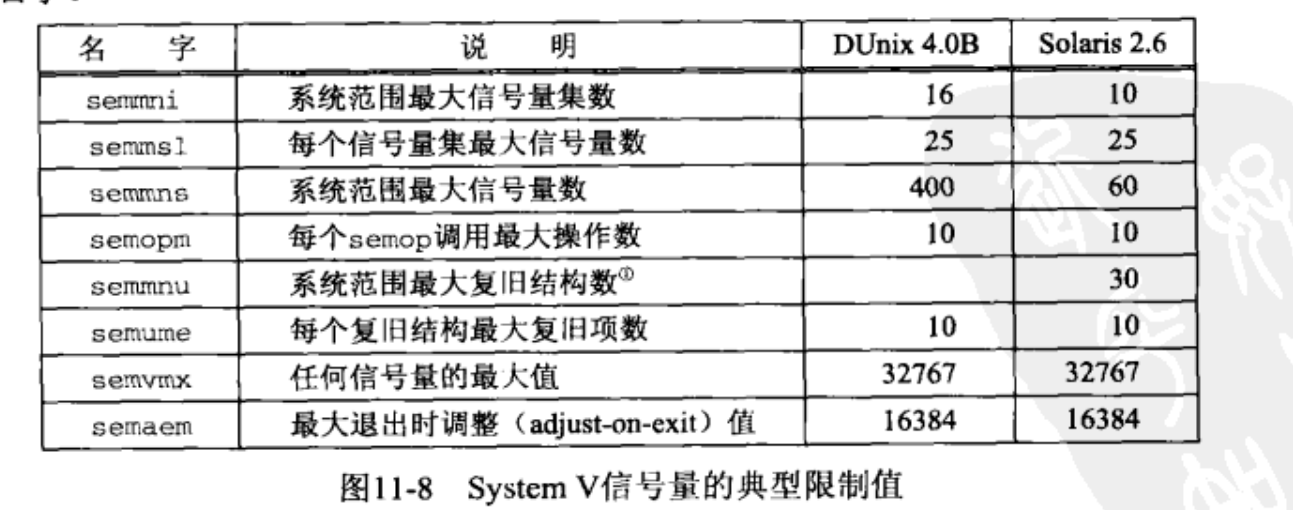 名 字 说 明 DUnix 4.0B Solaris 2.6
semmni 系统范围最大信号量集数 16 10
semmsl 每个信号量集最大信号量数 25 25
semmns 系统范围最大信号量数 400 60
semopm 每个semop调用最大操作数 10 10
semmnu 系统范围最大复旧结构数① 30
semume 每个复旧结构最大复旧项数 10 10
semvmx 任何信号量的最大值 32767 32767
semaem 最大退出时调整（adjust-on-exit）值 16384 16384
图11-8 System V信号量的典型限制值